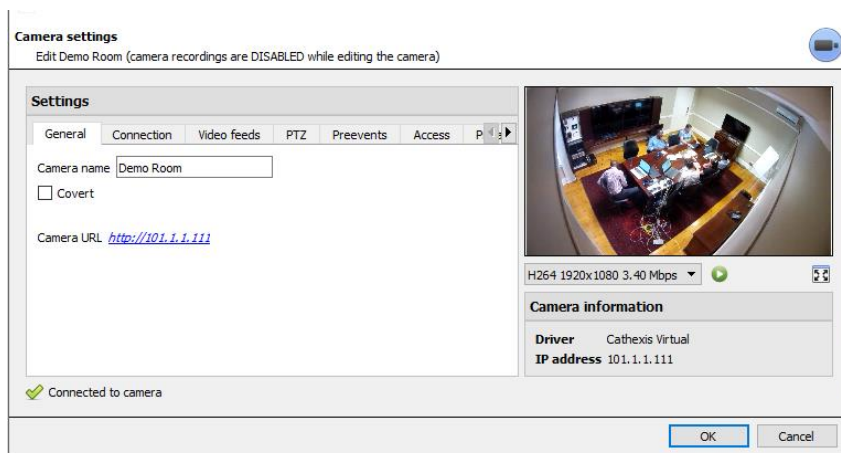 Camera settings
Edit Demo Room (camera recordings are DISABLED while editing the camera)
Settings
General Connection Video feeds PTZ Preevents Access
Camera name Demo Room
Covert
Camera URL http://101.1.1.111
Connected to camera
H264 1920x1080 3.40 Mbps
Camera information
Driver Cathexis Virtual
IP address 101.1.1.111
OK Cancel